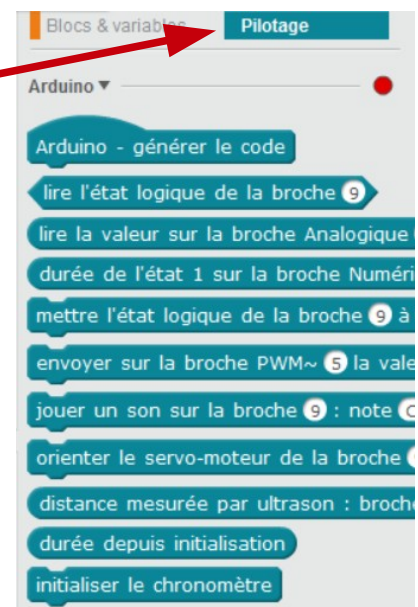 Blocs & variables
Pilotage
Arduino ▼
Arduino - générer le code
lire l'état logique de la broche 9
lire la valeur sur la broche Analogique
durée de l'état 1 sur la broche Numéri
mettre l'état logique de la broche 9 à
envoyer sur la broche PWM~ 5 la vale
jouer un son sur la broche 9 : note C
orienter le servo-moteur de la broche
distance mesurée par ultrason : broche
durée depuis initialisation
initialiser le chronomètre